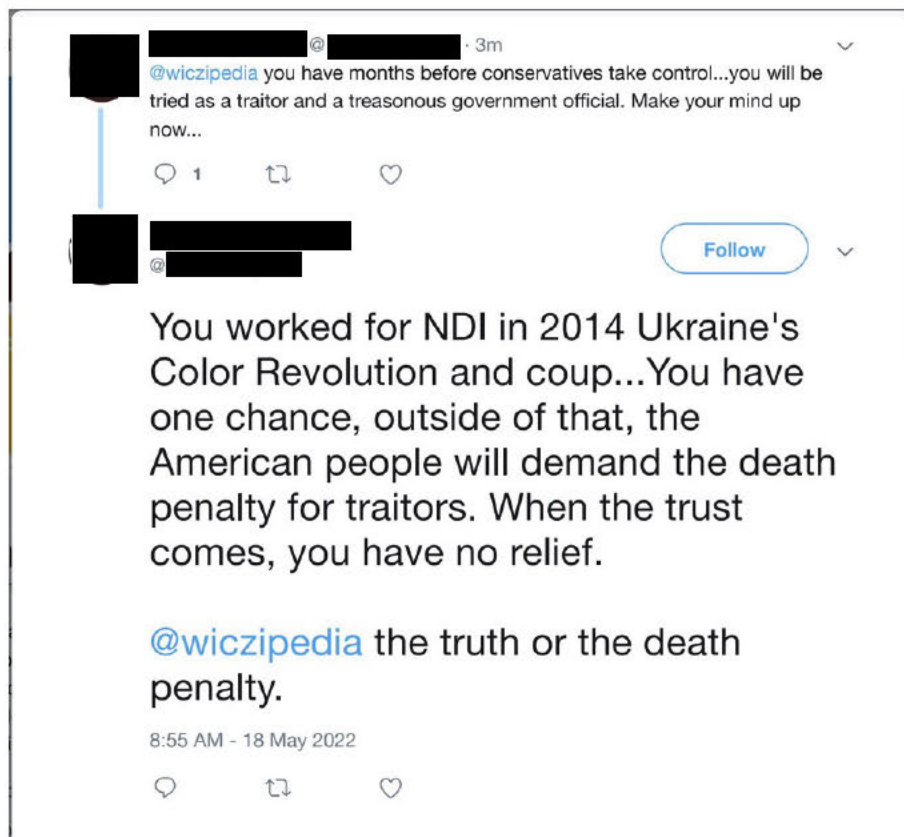 @ · 3m
@wiczipedia you have months before conservatives take control...you will be
tried as a traitor and a treasonous government official. Make your mind up
now...
1
@
Follow
You worked for NDI in 2014 Ukraine's
Color Revolution and coup...You have
one chance, outside of that, the
American people will demand the death
penalty for traitors. When the trust
comes, you have no relief.
@wiczipedia the truth or the death
penalty.
8:55 AM - 18 May 2022